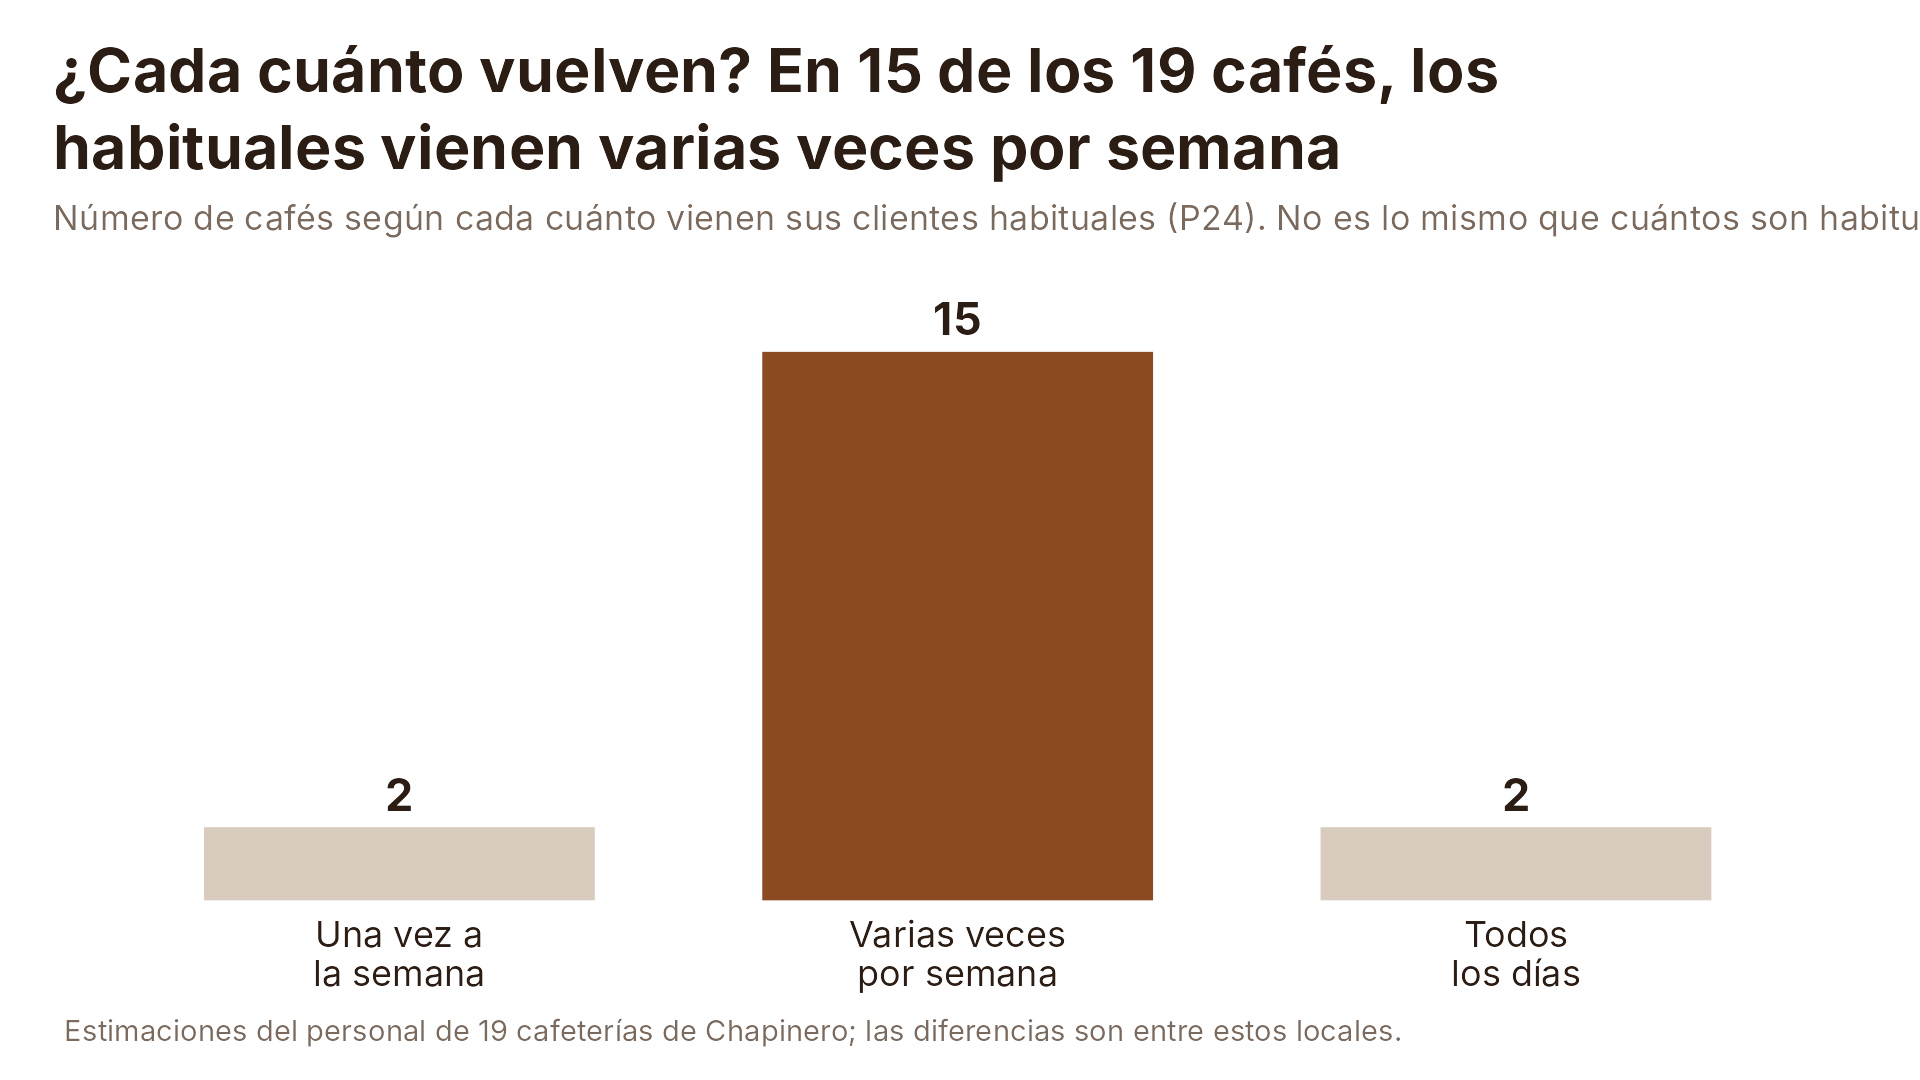 ¿Cada cuánto vuelven? En 15 de los 19 cafés, los
habituales vienen varias veces por semana
Número de cafés según cada cuánto vienen sus clientes habituales (P24). No es lo mismo que cuántos son habitu
15
2
2
Una vez a
la semana
Varias veces
por semana
Todos
los días
Estimaciones del personal de 19 cafeterías de Chapinero; las diferencias son entre estos locales.